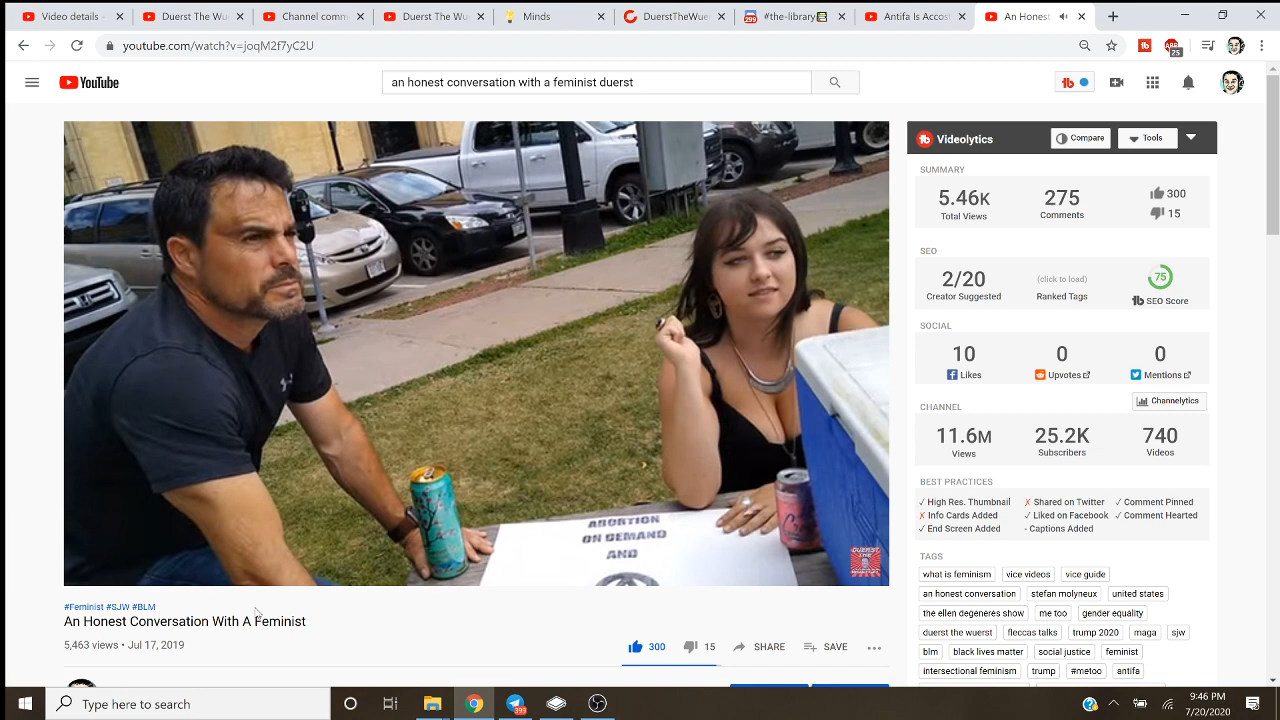 Video details
Duerst The Wu
Channel comm
Duerst The Wu
Minds
DuerstTheWuer
299
#the-library
Antifa Is Accost
An Honest
youtube.com/watch?v=joqM2f7yC2U
25
YouTube
an honest conversation with a feminist duerst
Videolytics
Compare
Tools
SUMMARY
5.46K
275
300
Total Views
Comments
15
SEO
2/20
(click to load)
75
Creator Suggested
Ranked Tags
SEO Score
SOCIAL
10
0
0
Likes
Upvotes
Mentions
CHANNEL
Channelytics
11.6M
25.2K
740
Views
Subscribers
Videos
BEST PRACTICES
✓ High Res. Thumbnail
✗ Shared on Twitter
✓ Comment Pinned
✗ Info Cards Added
✓ Liked on Facebook
✓ Comment Hearted
✓ End Screen Added
- Captions Added
TAGS
what is feminism
vice videos
vice guide
an honest conversation
stefan molyneux
united states
the ellen degeneres show
me too
gender equality
duerst the wuerst
fleccas talks
trump 2020
maga
sjw
blm
black lives matter
social justice
feminist
intersectional feminism
trump
#metoo
antifa
ABORTION
ON DEMAND
AND
#Feminist #SJW #BLM
An Honest Conversation With A Feminist
5,463 views • Jul 17, 2019
300
15
SHARE
SAVE
Type here to search
9:46 PM
7/20/2020